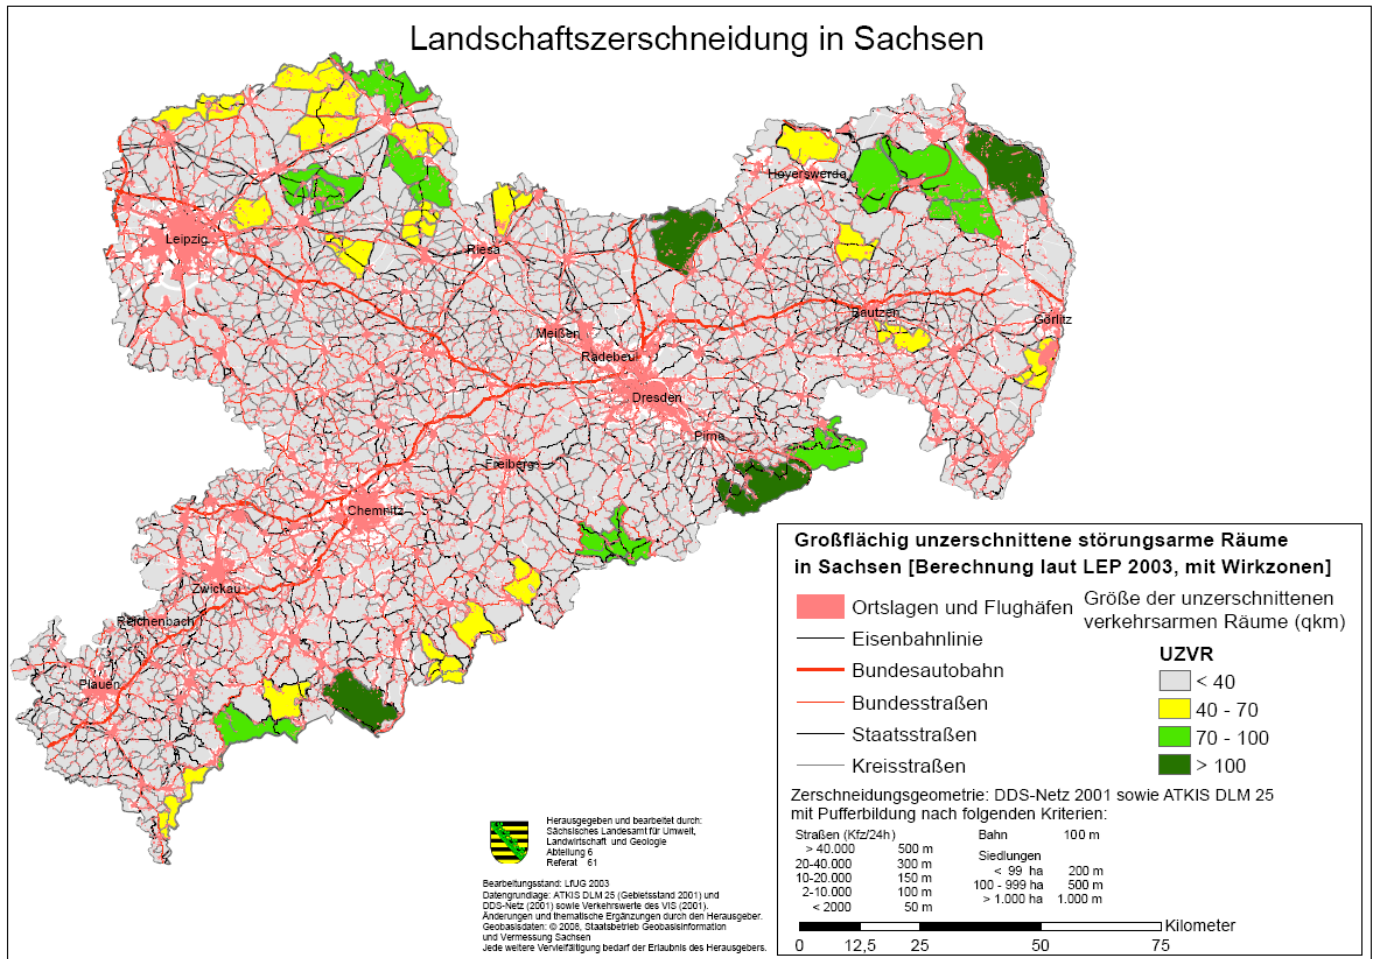 Landschaftszerschneidung in Sachsen
Hoyerswerda
Leipzig
Riesa
Bautzen
Görlitz
Meißen
Radebeul
Dresden
Pirna
Freiberg
Chemnitz
Zwickau
Reichenbach
Plauen
Großflächig unzerschnittene störungsarme Räume
in Sachsen [Berechnung laut LEP 2003, mit Wirkzonen]
Ortslagen und Flughäfen
Eisenbahnlinie
Bundesautobahn
Bundesstraßen
Staatsstraßen
Kreisstraßen
Größe der unzerschnittenen
verkehrsarmen Räume (qkm)
UZVR
< 40
40 - 70
70 - 100
> 100
Zerschneidungsgeometrie: DDS-Netz 2001 sowie ATKIS DLM 25
mit Pufferbildung nach folgenden Kriterien:
Straßen (Kfz/24h)
> 40.000 500 m
20-40.000 300 m
10-20.000 150 m
2-10.000 100 m
< 2000 50 m
Bahn 100 m
Siedlungen
< 99 ha 200 m
100 - 999 ha 500 m
> 1.000 ha 1.000 m
Kilometer
0 12,5 25 50 75
Herausgegeben und bearbeitet durch:
Sächsisches Landesamt für Umwelt,
Landwirtschaft und Geologie
Abteilung 6
Referat 61
Bearbeitungsstand: LfUG 2003
Datengrundlage: ATKIS DLM 25 (Gebietsstand 2001) und
DDS-Netz (2001) sowie Verkehrswerte des VIS (2001).
Änderungen und thematische Ergänzungen durch den Herausgeber.
Geobasisdaten: © 2008, Staatsbetrieb Geobasisinformation
und Vermessung Sachsen
Jede weitere Vervielfältigung bedarf der Erlaubnis des Herausgebers.